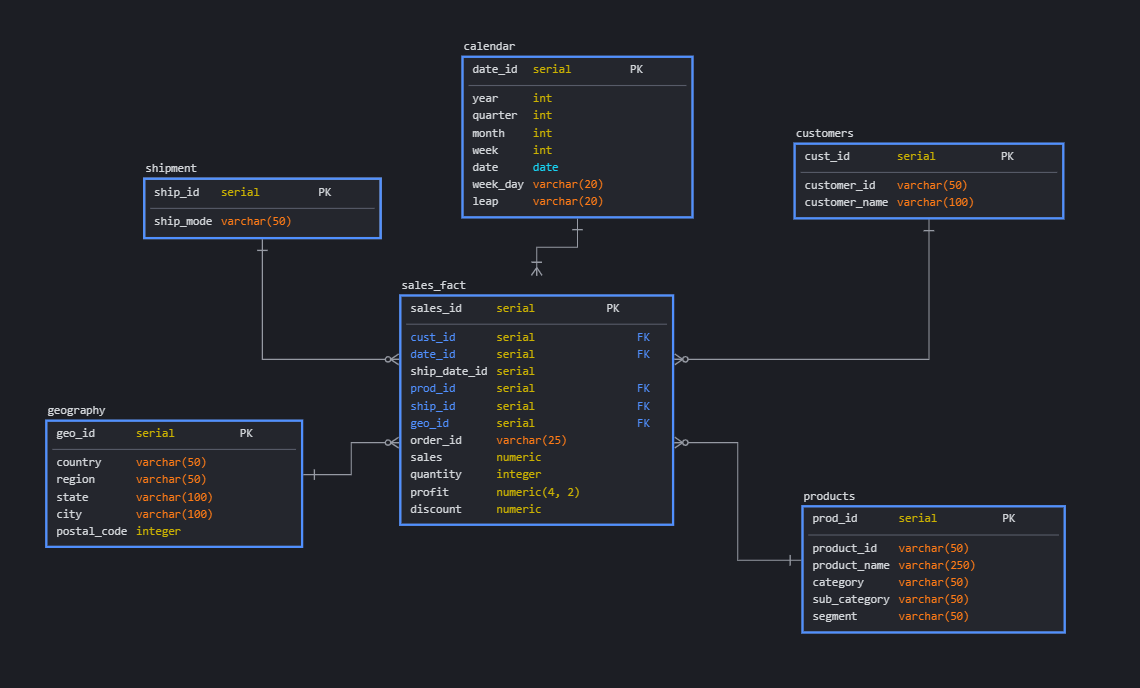 calendar
date_id serial PK
year int
quarter int
month int
week int
date date
week_day varchar(20)
leap varchar(20)
customers
cust_id serial PK
customer_id varchar(50)
customer_name varchar(100)
shipment
ship_id serial PK
ship_mode varchar(50)
sales_fact
sales_id serial PK
cust_id serial FK
date_id serial FK
ship_date_id serial
prod_id serial FK
ship_id serial FK
geo_id serial FK
order_id varchar(25)
sales numeric
quantity integer
profit numeric(4, 2)
discount numeric
geography
geo_id serial PK
country varchar(50)
region varchar(50)
state varchar(100)
city varchar(100)
postal_code integer
products
prod_id serial PK
product_id varchar(50)
product_name varchar(250)
category varchar(50)
sub_category varchar(50)
segment varchar(50)